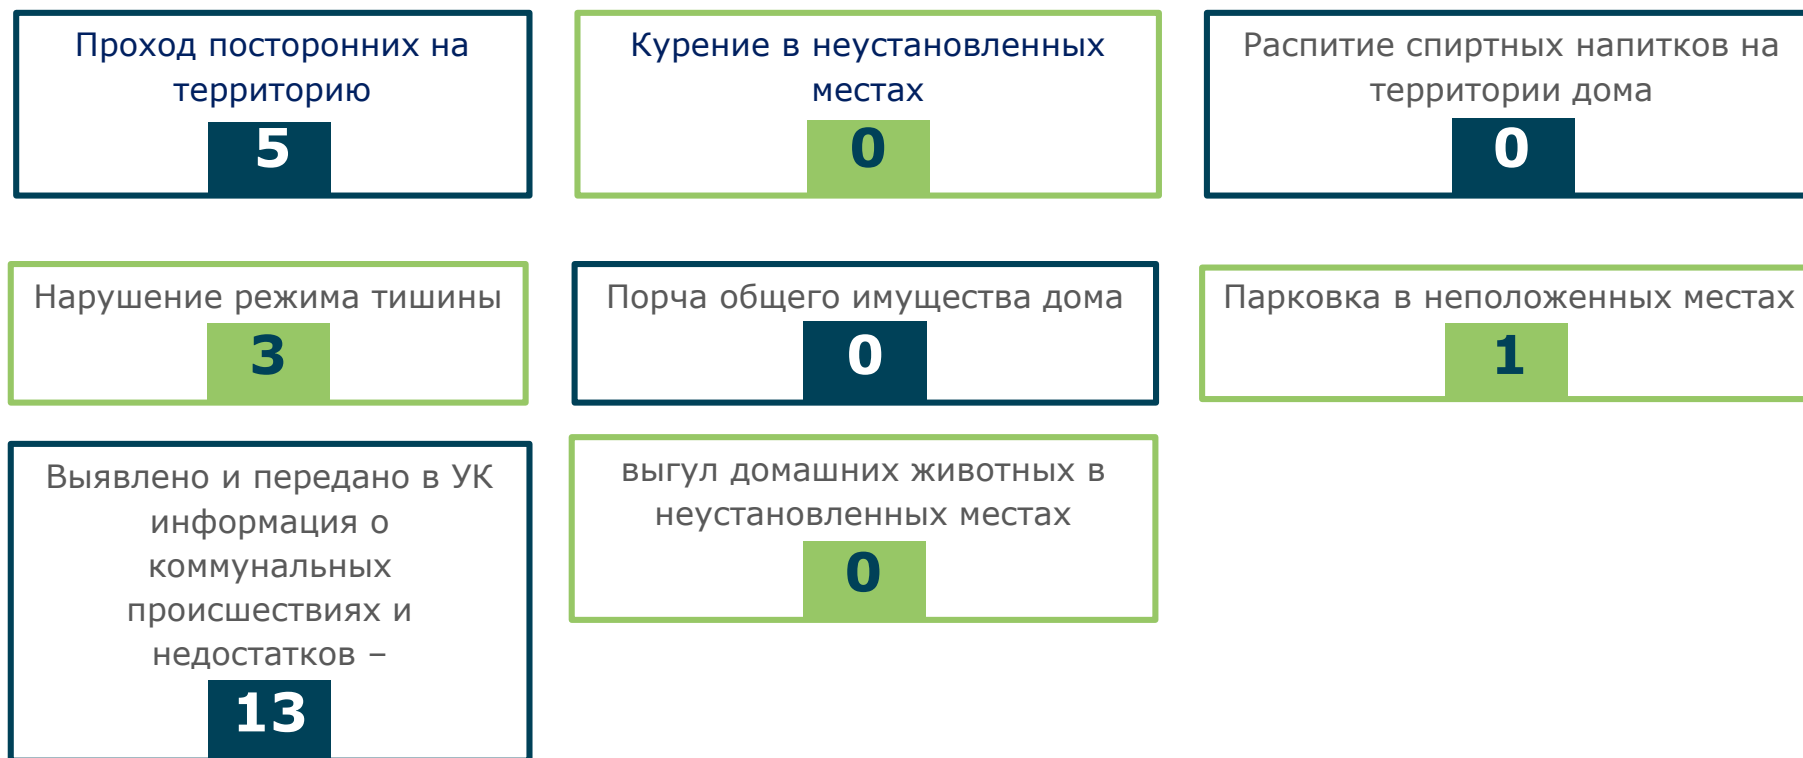 Проход посторонних на
территорию
5
Курение в неустановленных
местах
0
Распитие спиртных напитков на
территории дома
0
Нарушение режима тишины
3
Порча общего имущества дома
0
Парковка в неположенных местах
1
Выявлено и передано в УК
информация о
коммунальных
происшествиях и
недостатков –
13
выгул домашних животных в
неустановленных местах
0